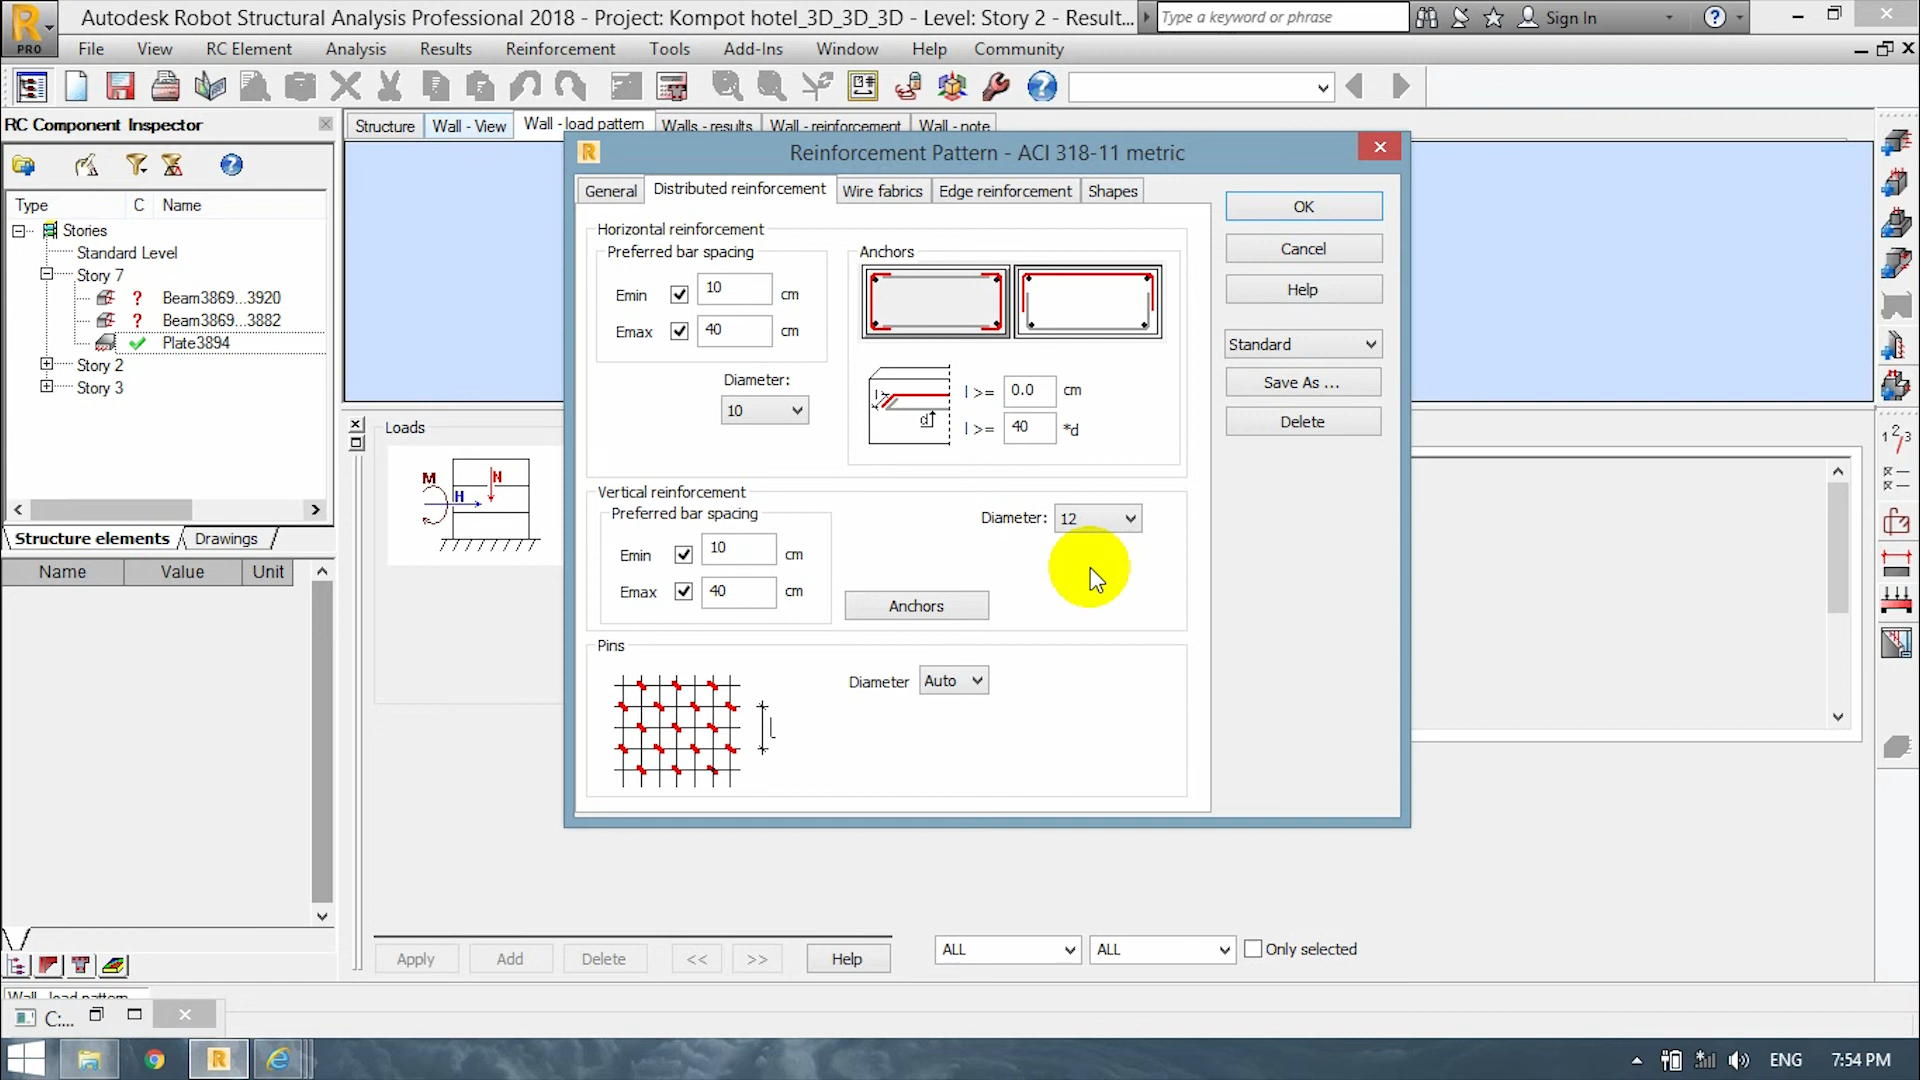 Autodesk Robot Structural Analysis Professional 2018 - Project: Kompot hotel_3D_3D_3D - Level: Story 2 - Result...
Type a keyword or phrase
Sign In
PRO
File View RC Element Analysis Results Reinforcement Tools Add-Ins Window Help Community
RC Component Inspector
Structure
Wall - View
Wall - load pattern
Walls - results
Wall - reinforcement
Wall - note
Type C Name
Stories
Standard Level
Story 7
? Beam3869...3920
? Beam3869...3882
Plate3894
Story 2
Story 3
Structure elements
Drawings
Name Value Unit
Loads
M
N
H
Reinforcement Pattern - ACI 318-11 metric
General
Distributed reinforcement
Wire fabrics
Edge reinforcement
Shapes
Horizontal reinforcement
Preferred bar spacing
Emin 10 cm
Emax 40 cm
Diameter:
10
Anchors
l
d
l >= 0.0 cm
l >= 40 *d
Vertical reinforcement
Preferred bar spacing
Emin 10 cm
Emax 40 cm
Diameter: 12
Anchors
Pins
L
Diameter Auto
OK
Cancel
Help
Standard
Save As ...
Delete
Apply
Add
Delete
<<
>>
Help
ALL
ALL
Only selected
Wall - load pattern
C:...
ENG
7:54 PM